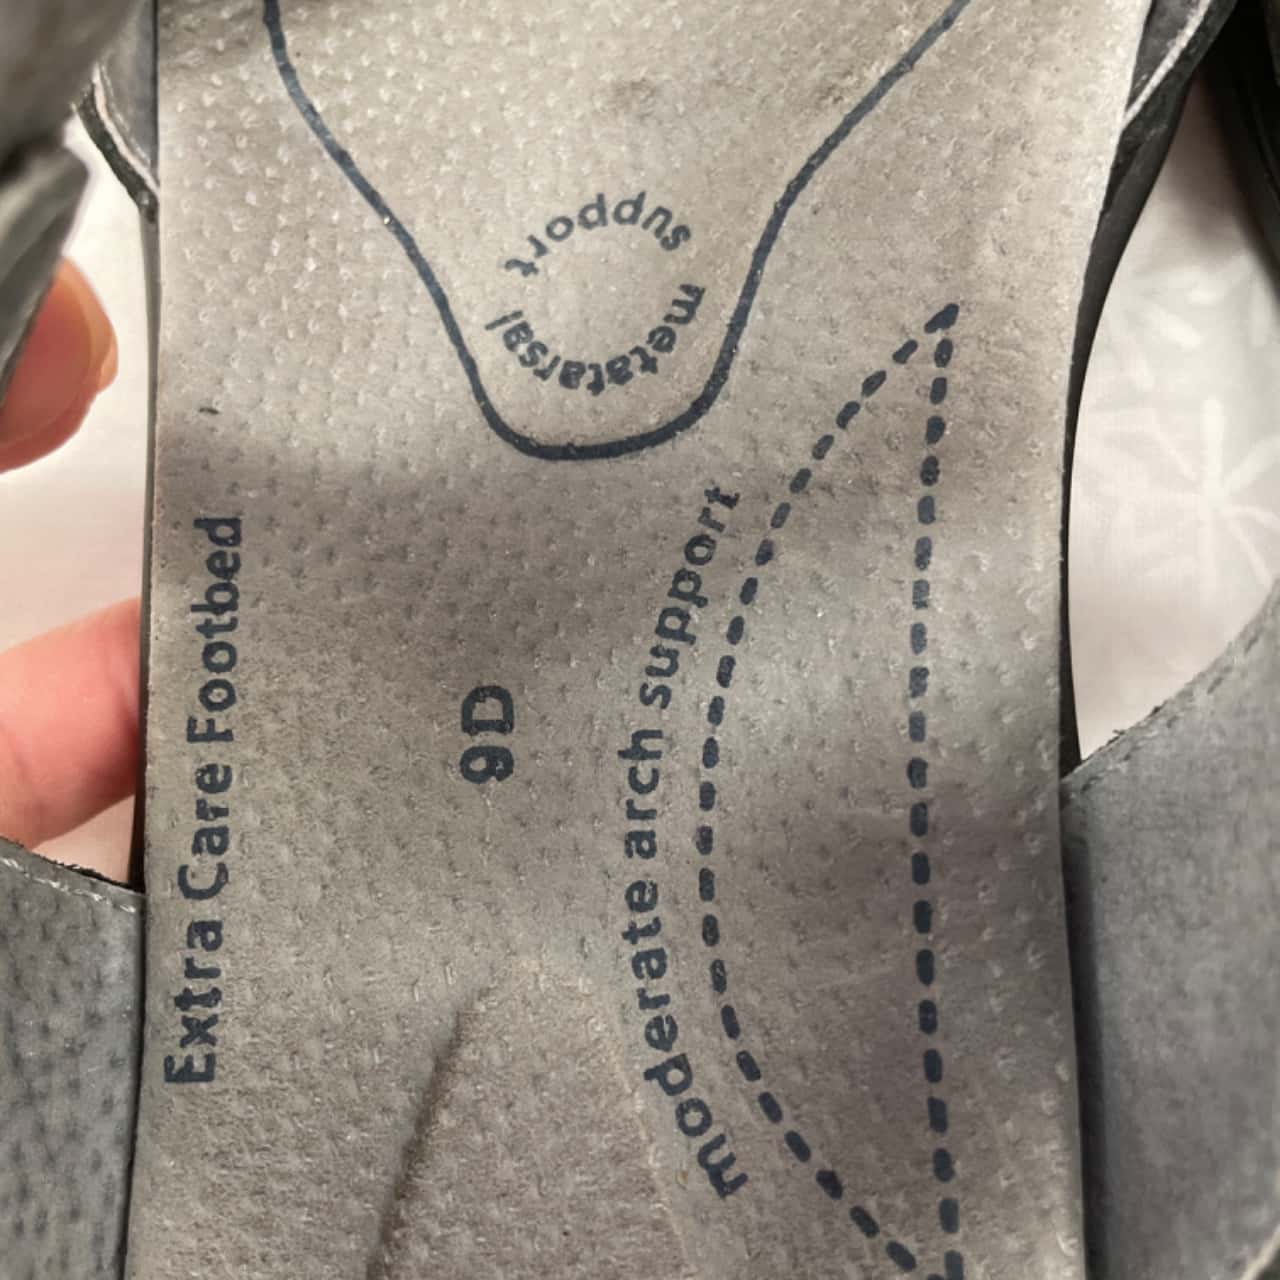 metatarsal support
Extra Care Footbed
9D
moderate arch support